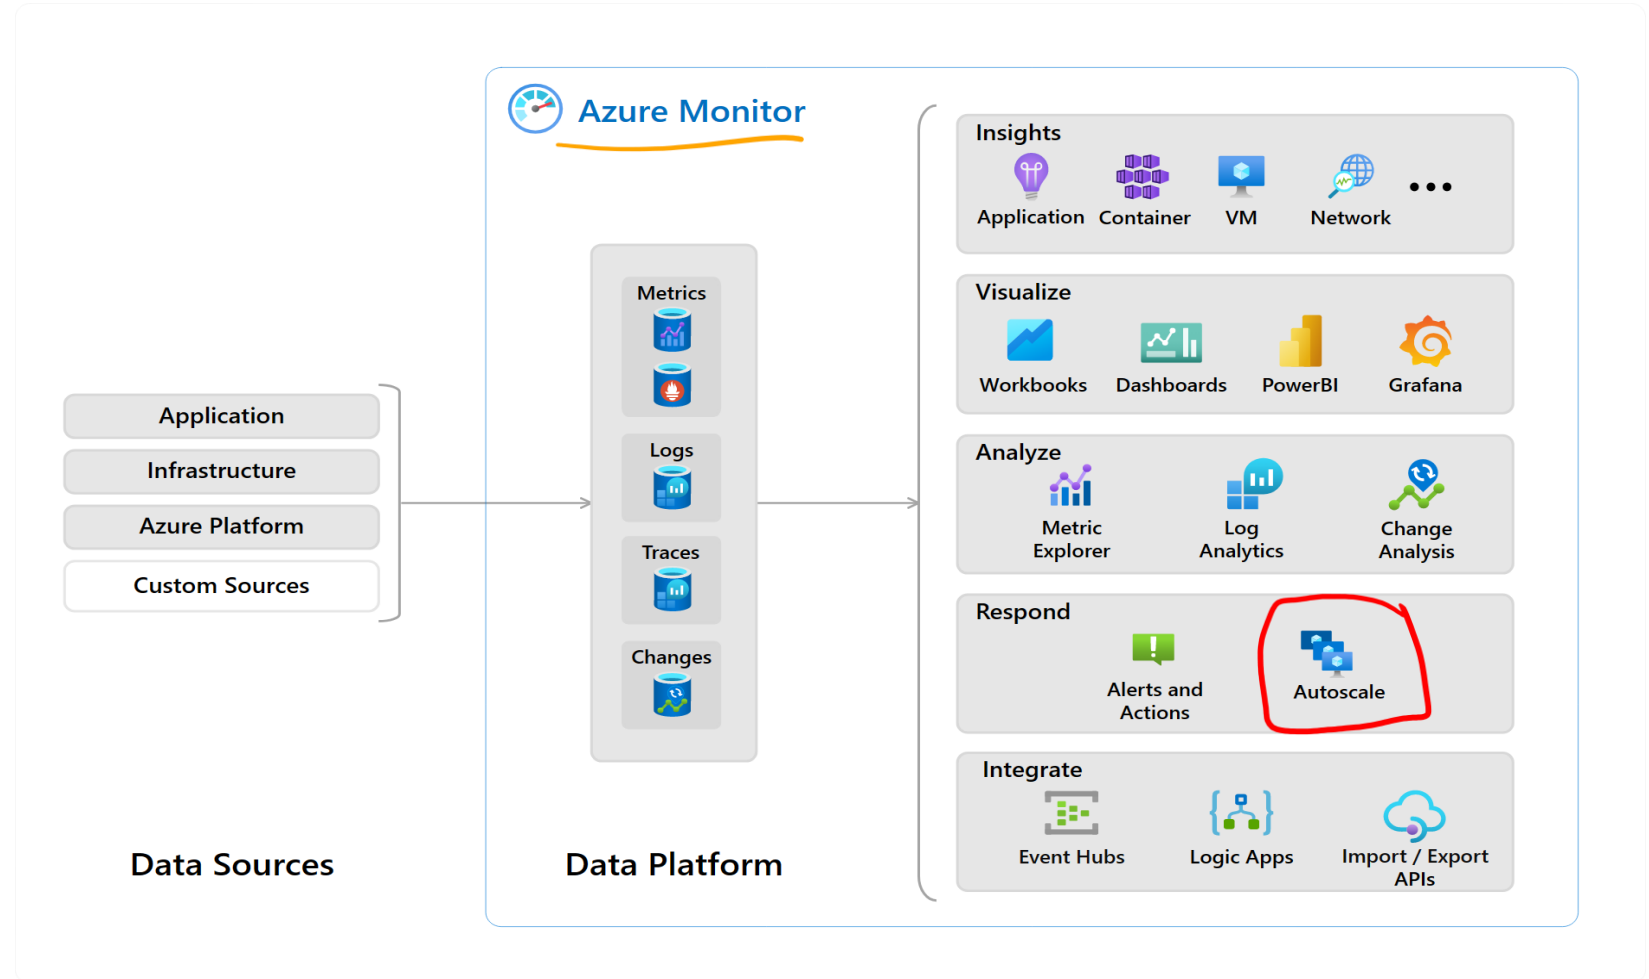 Azure Monitor
Application
Infrastructure
Azure Platform
Custom Sources
Data Sources
Metrics
Logs
Traces
Changes
Data Platform
Insights
Application
Container
VM
Network
...
Visualize
Workbooks
Dashboards
PowerBI
Grafana
Analyze
Metric
Explorer
Log
Analytics
Change
Analysis
Respond
Alerts and
Actions
Autoscale
Integrate
Event Hubs
Logic Apps
Import / Export
APIs